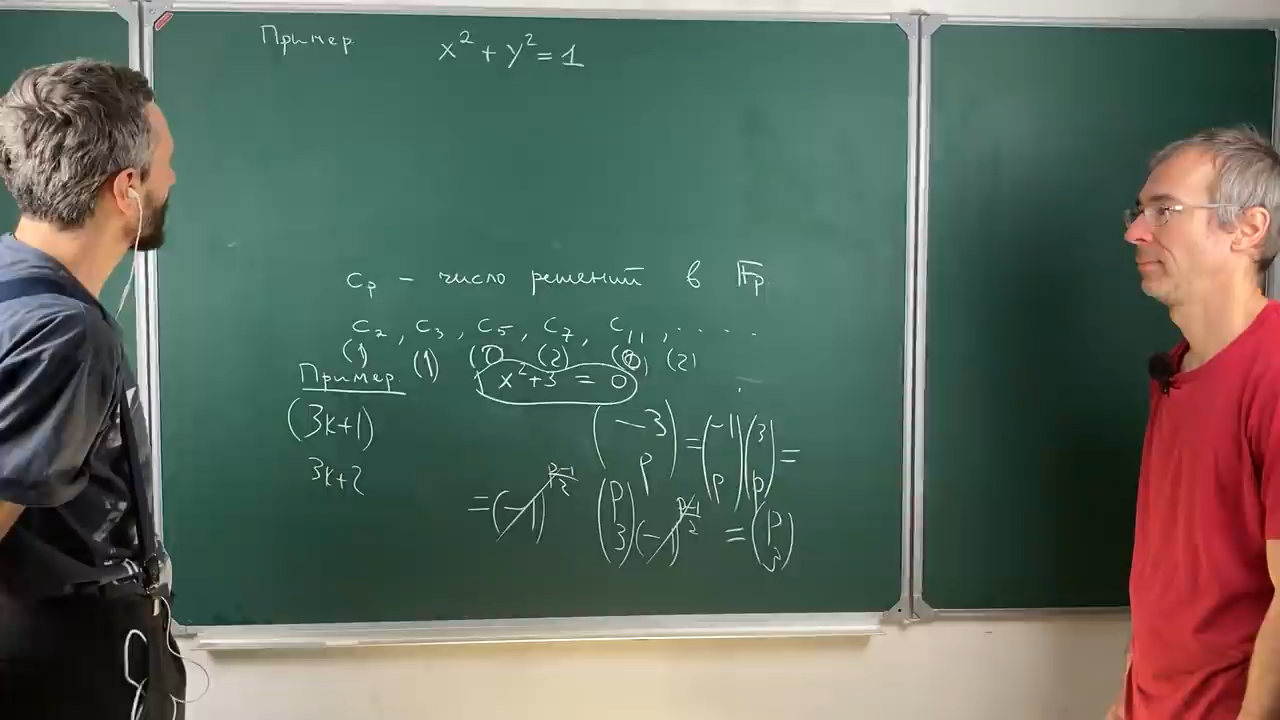 Пример x² + y² = 1
c_p – число решений в F_p.
c₂, c₃, c₅, c₇, c₁₁, ....
(1) (1) (0) (2) (0) (2)
Пример x²+3 = 0
(3k+1) (−3/p) = (−1/p)(3/p) =
3k+2
= (−1)^((p−1)/2) (p/3) (−1)^((p−1)/2) = (p/3)